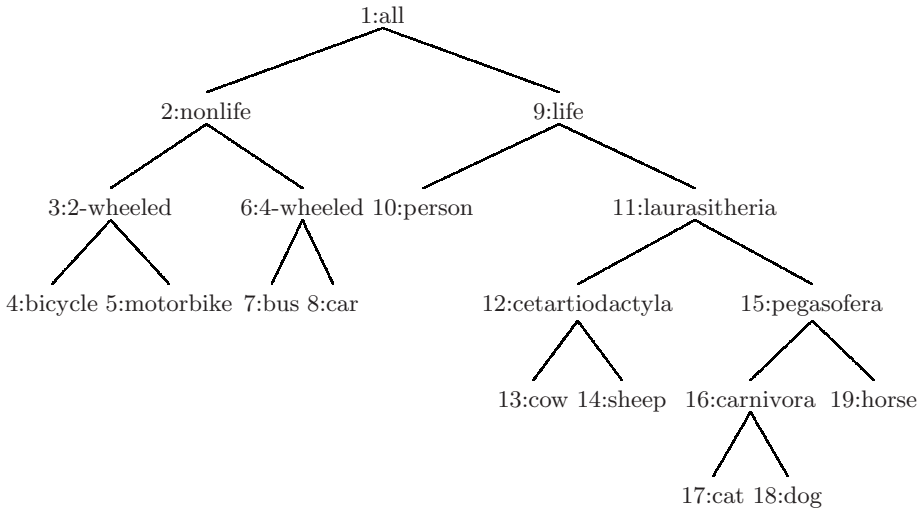 1:all
2:nonlife 9:life
3:2-wheeled 6:4-wheeled 10:person 11:laurasitheria
4:bicycle 5:motorbike 7:bus 8:car 12:cetartiodactyla 15:pegasofera
13:cow 14:sheep 16:carnivora 19:horse
17:cat 18:dog